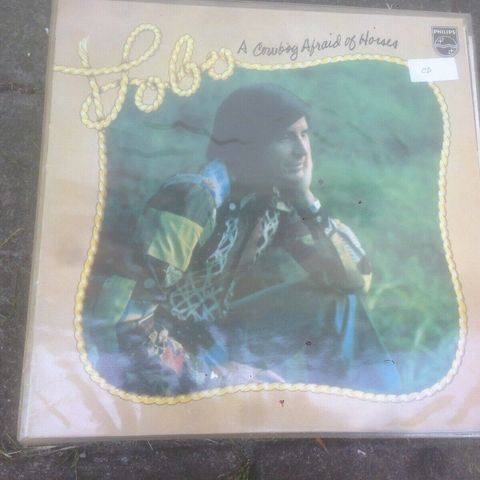 Lobo
A Cowboy Afraid of Horses
PHILIPS
CD